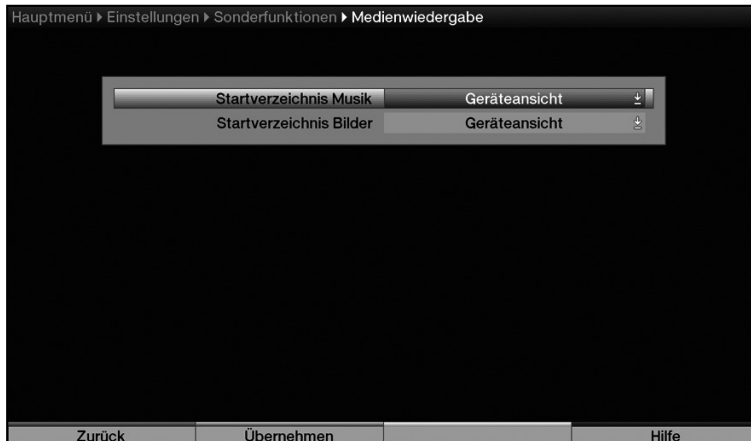 Hauptmenü ▸ Einstellungen ▸ Sonderfunktionen ▸ Medienwiedergabe
Startverzeichnis Musik Geräteansicht
Startverzeichnis Bilder Geräteansicht
Zurück Übernehmen Hilfe